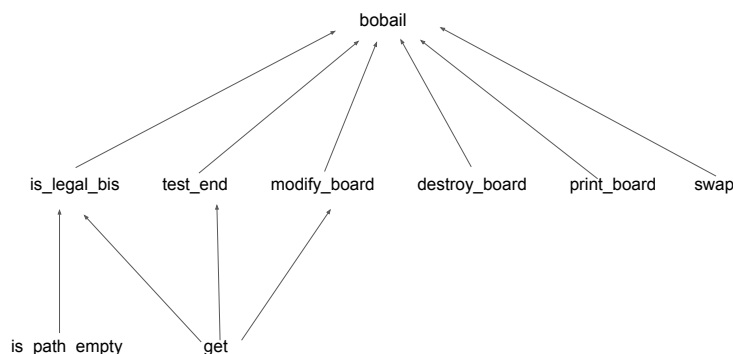 bobail
is_legal_bis test_end modify_board destroy_board print_board swap
is_path_empty get